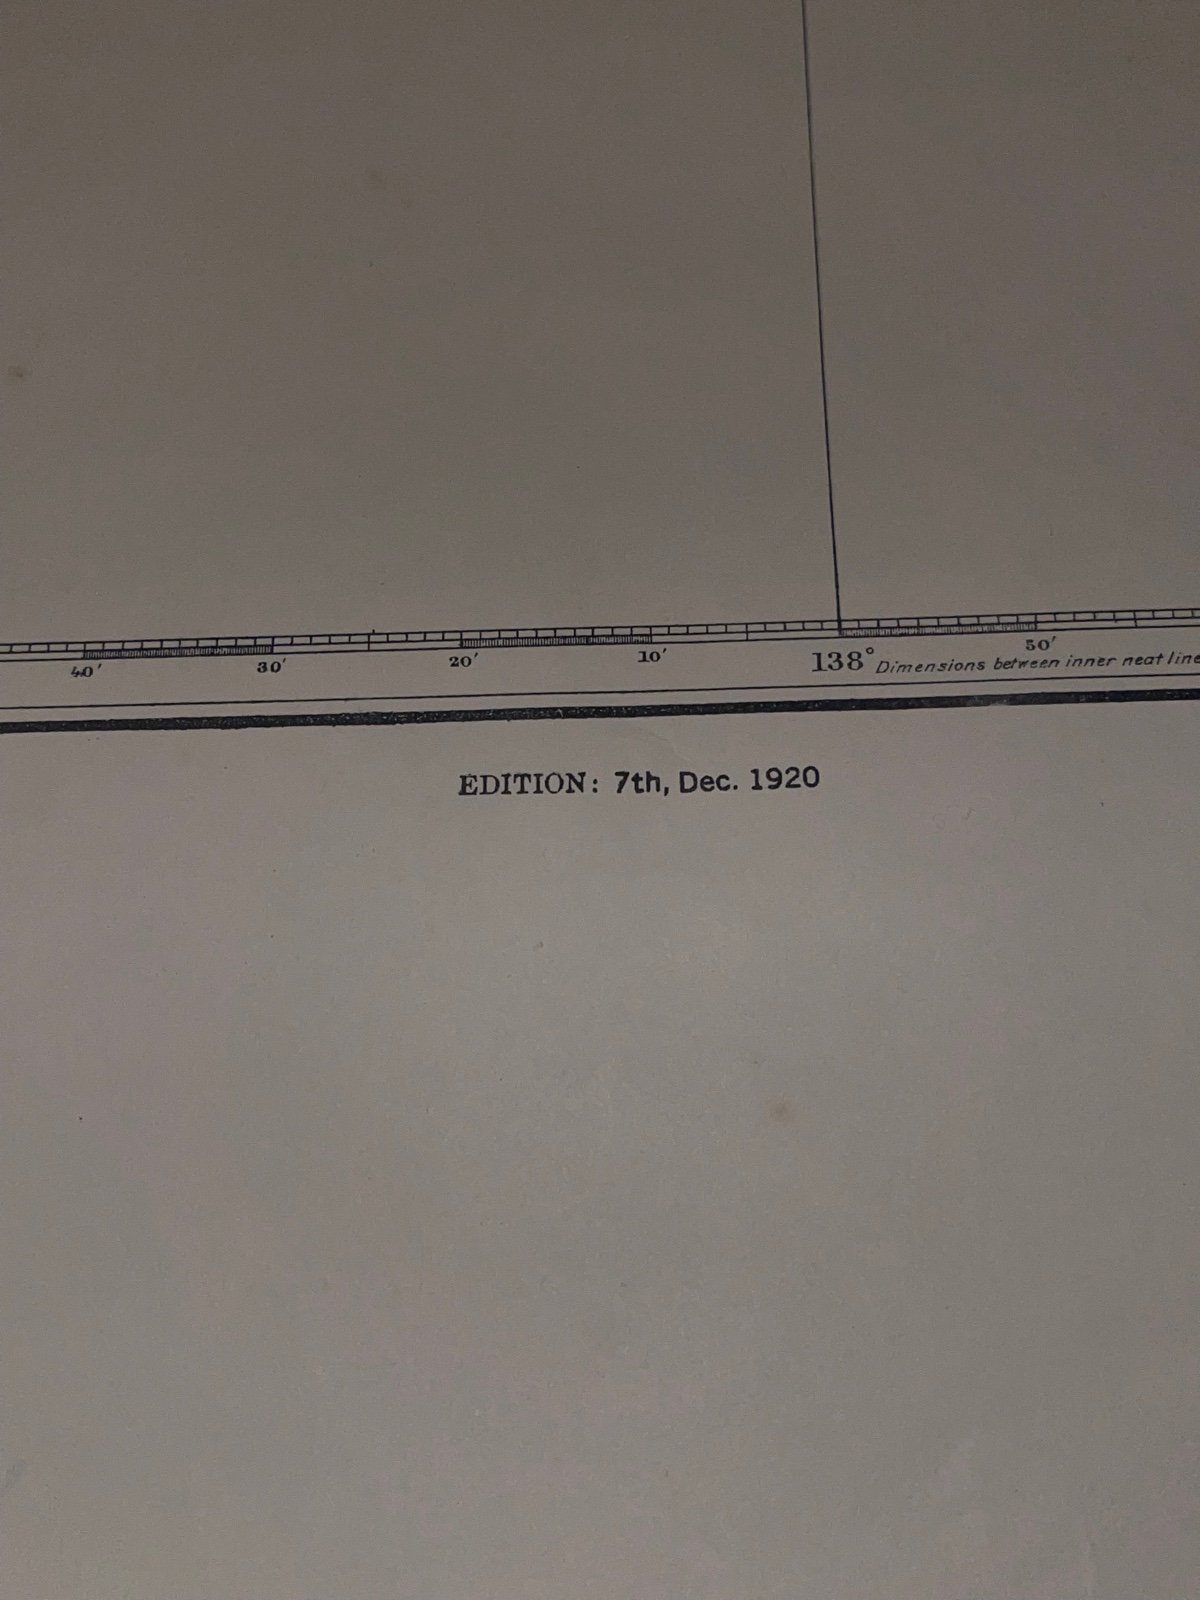 40′ 30′ 20′ 10′ 138° 50′
Dimensions between inner neat line
EDITION: 7th, Dec. 1920